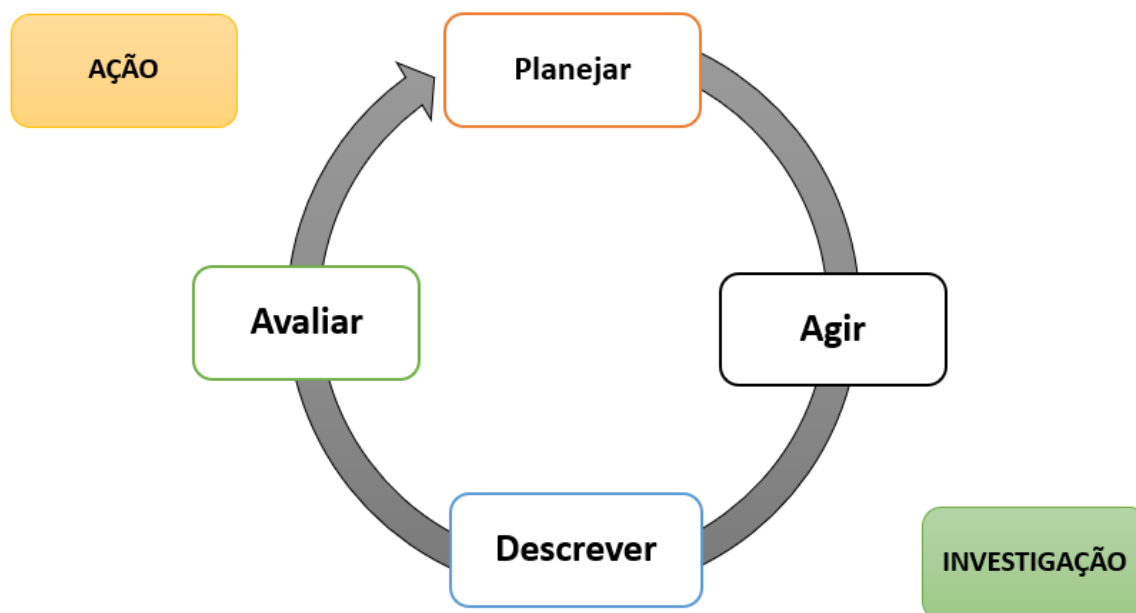 AÇÃO
Planejar
Avaliar
Agir
Descrever
INVESTIGAÇÃO